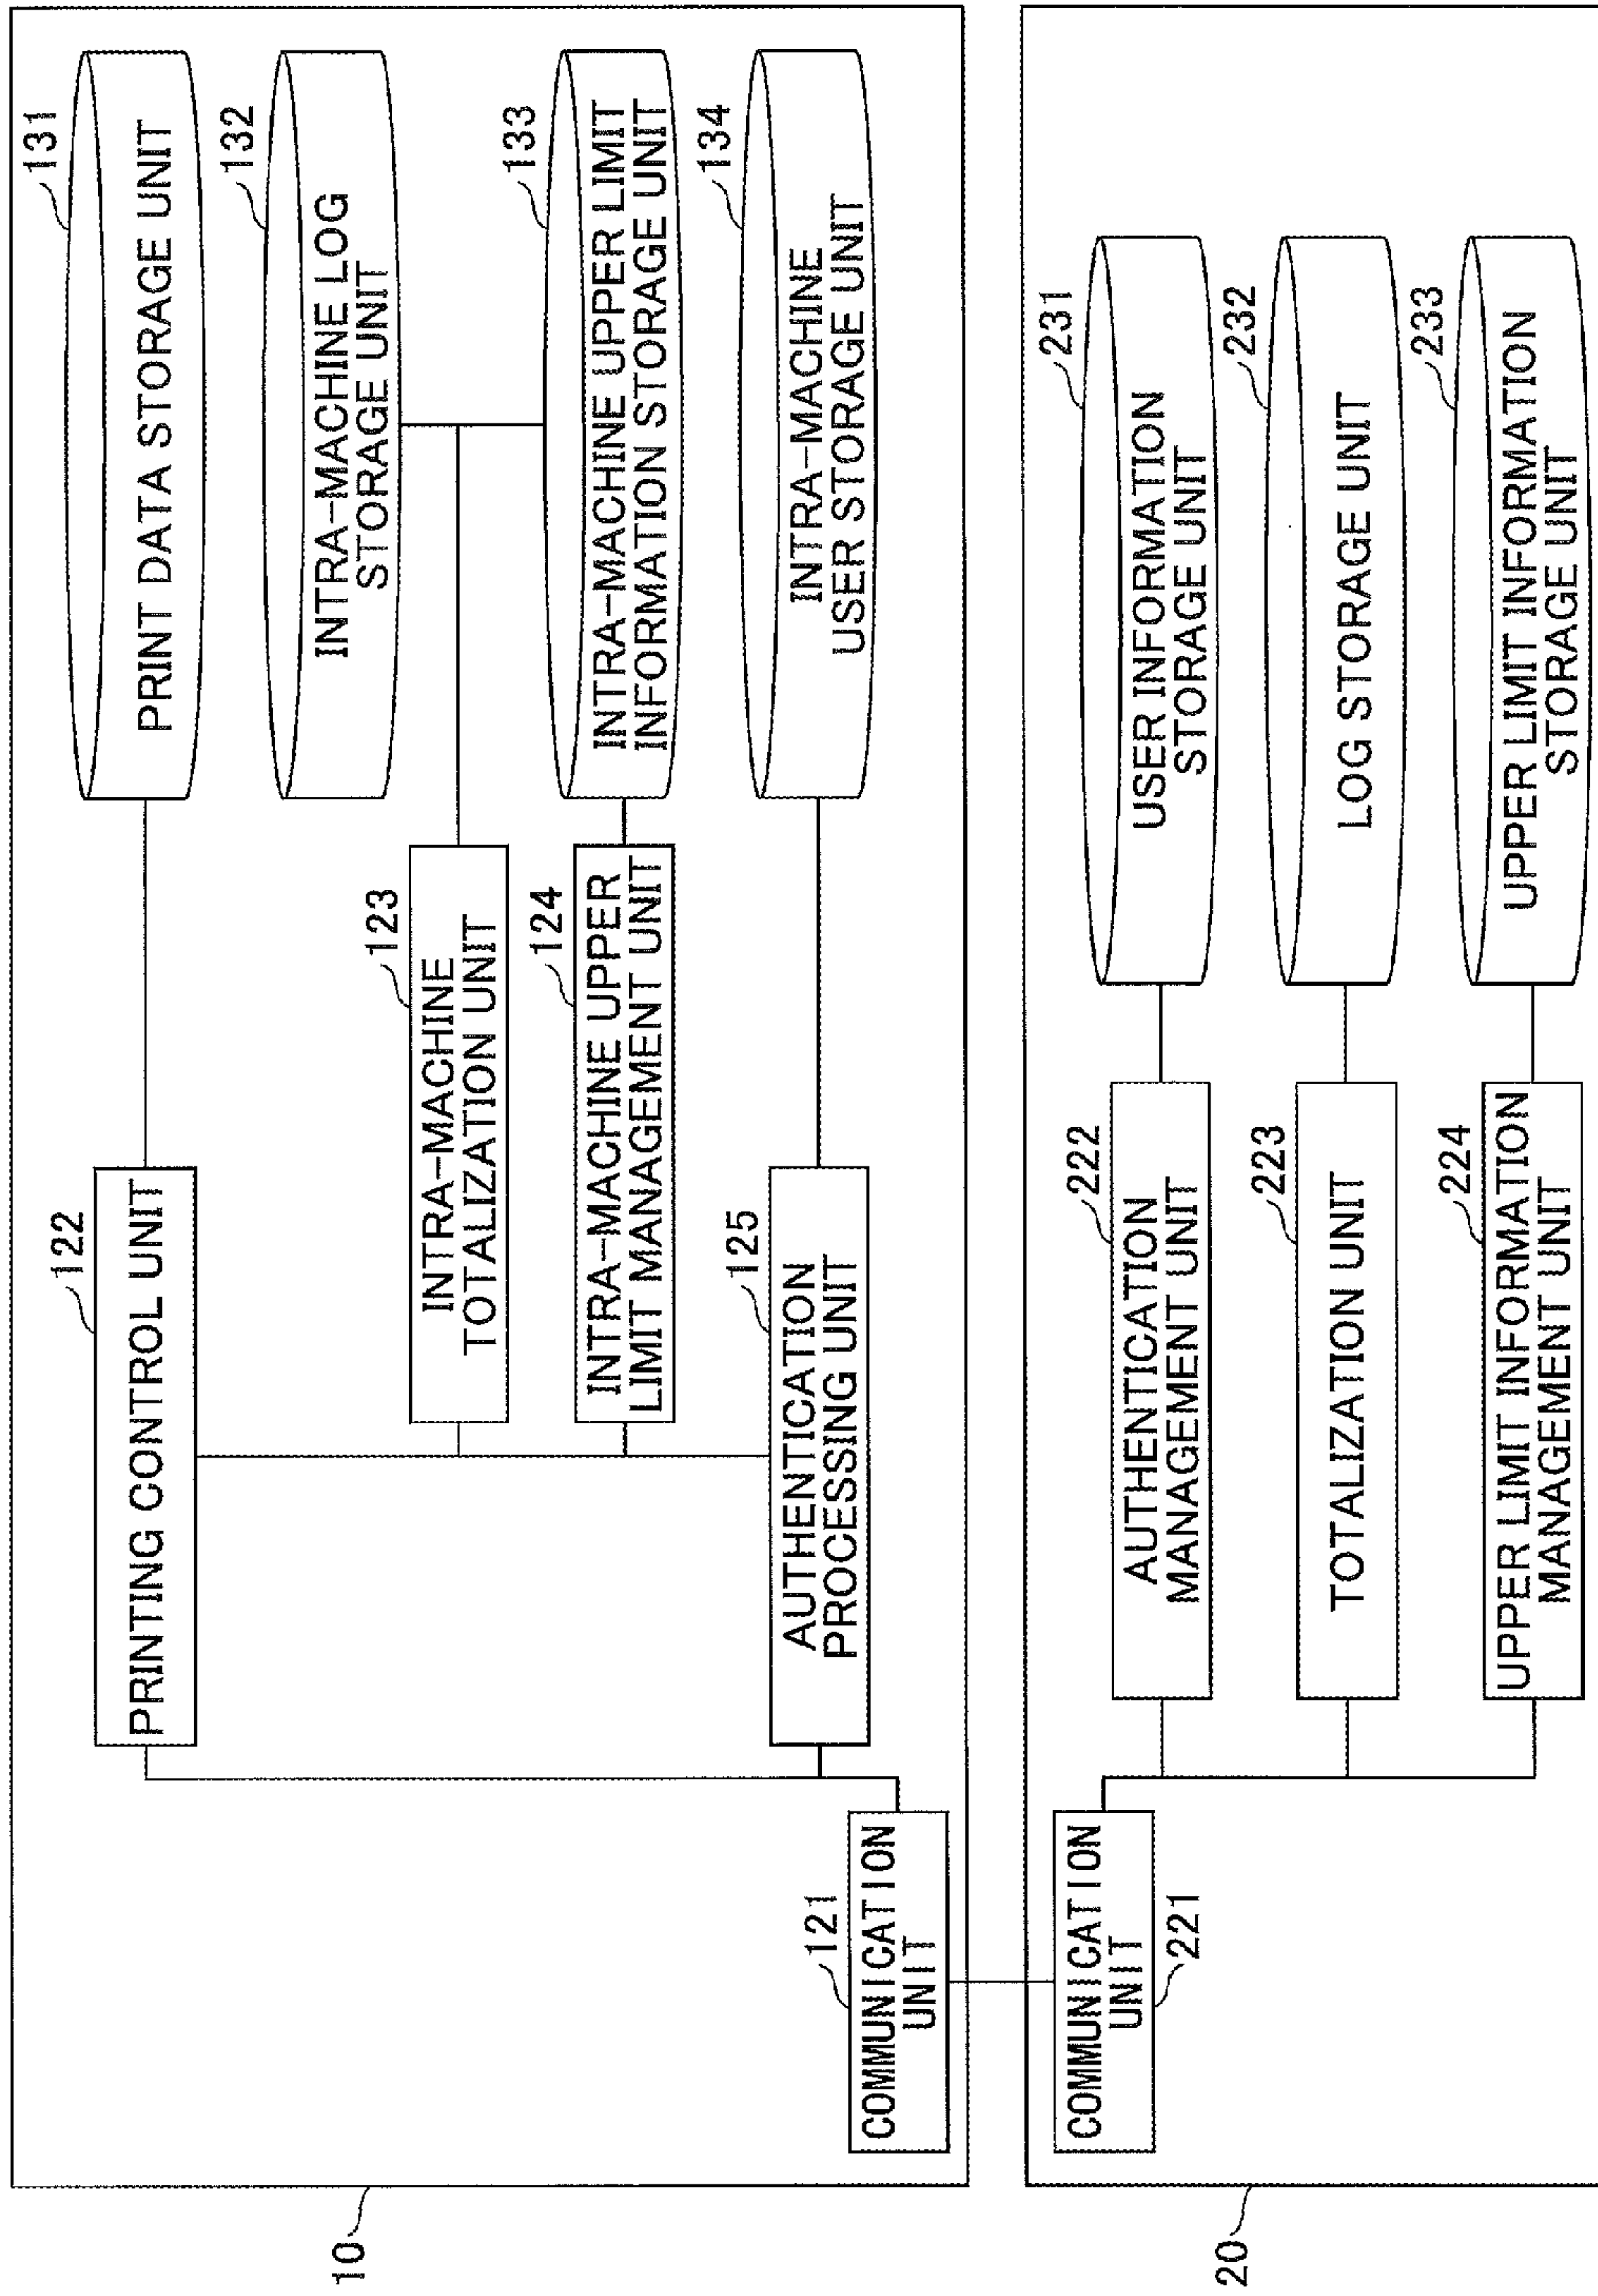 10
131
PRINT DATA STORAGE UNIT
122
PRINTING CONTROL UNIT
132
INTRA-MACHINE LOG
STORAGE UNIT
123
INTRA-MACHINE
TOTALIZATION UNIT
133
INTRA-MACHINE UPPER LIMIT
INFORMATION STORAGE UNIT
124
INTRA-MACHINE UPPER
LIMIT MANAGEMENT UNIT
134
INTRA-MACHINE
USER STORAGE UNIT
125
AUTHENTICATION
PROCESSING UNIT
121
COMMUNICATION
UNIT
20
221
COMMUNICATION
UNIT
222
AUTHENTICATION
MANAGEMENT UNIT
231
USER INFORMATION
STORAGE UNIT
223
TOTALIZATION UNIT
232
LOG STORAGE UNIT
224
UPPER LIMIT INFORMATION
MANAGEMENT UNIT
233
UPPER LIMIT INFORMATION
STORAGE UNIT